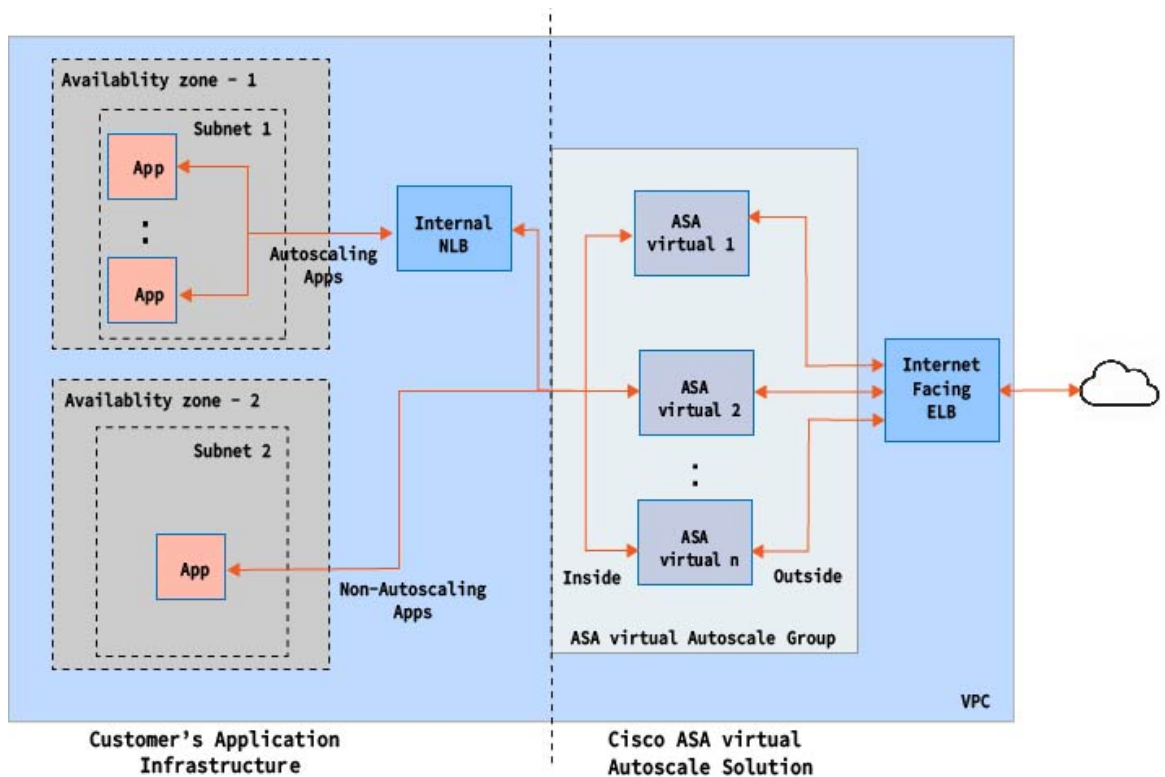 Availablity zone - 1
Subnet 1
App
App
Autoscaling
Apps
Internal
NLB
Availablity zone - 2
Subnet 2
App
Non-Autoscaling
Apps
ASA
virtual 1
ASA
virtual 2
ASA
virtual n
Inside
Outside
ASA virtual Autoscale Group
Internet
Facing
ELB
VPC
Customer's Application
Infrastructure
Cisco ASA virtual
Autoscale Solution